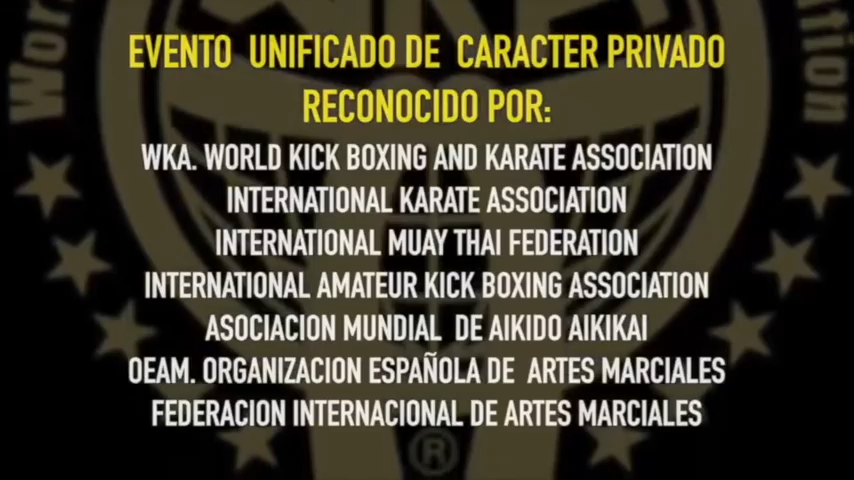 EVENTO UNIFICADO DE CARACTER PRIVADO
RECONOCIDO POR:
WKA. WORLD KICK BOXING AND KARATE ASSOCIATION
INTERNATIONAL KARATE ASSOCIATION
INTERNATIONAL MUAY THAI FEDERATION
INTERNATIONAL AMATEUR KICK BOXING ASSOCIATION
ASOCIACION MUNDIAL DE AIKIDO AIKIKAI
OEAM. ORGANIZACION ESPAÑOLA DE ARTES MARCIALES
FEDERACION INTERNACIONAL DE ARTES MARCIALES
®